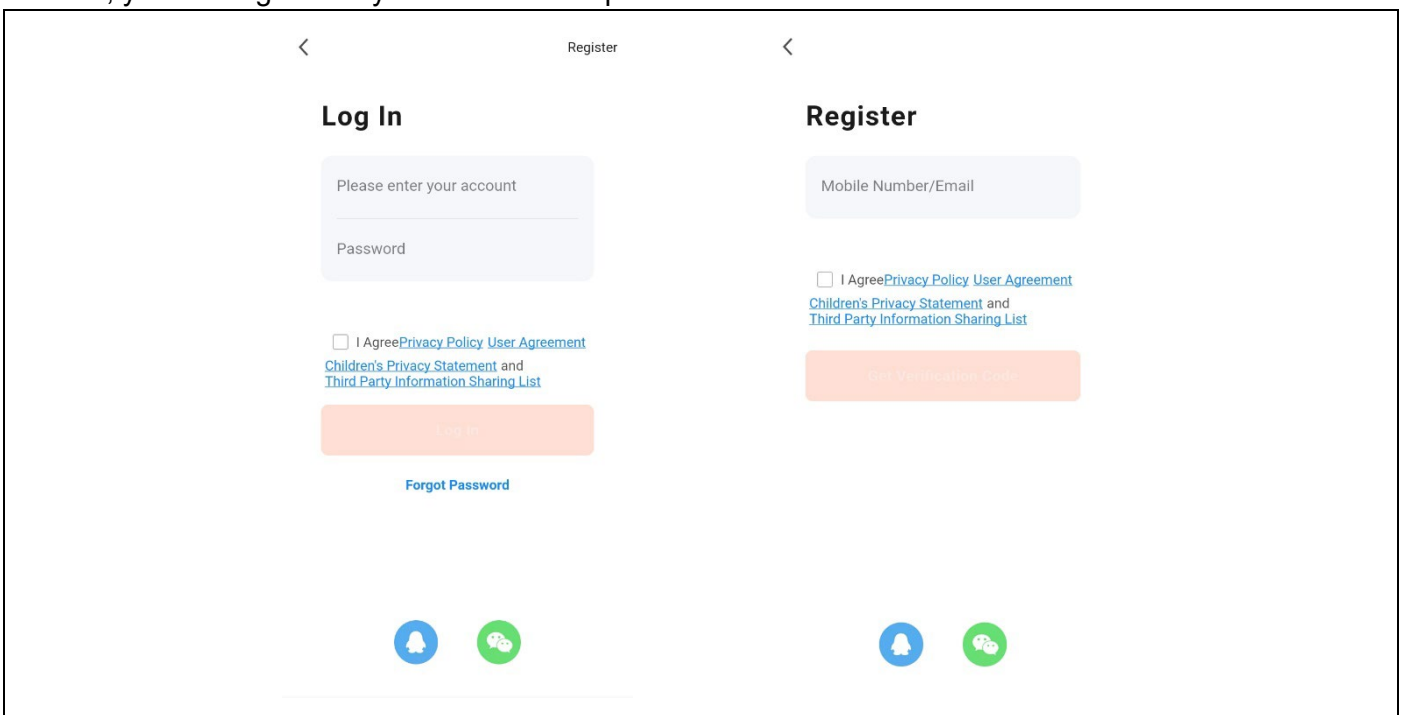 Register
Log In
Please enter your account
Password
I AgreePrivacy Policy User Agreement
Children's Privacy Statement and
Third Party Information Sharing List
Log In
Forgot Password
Register
Mobile Number/Email
I AgreePrivacy Policy User Agreement
Children's Privacy Statement and
Third Party Information Sharing List
Get Verification Code